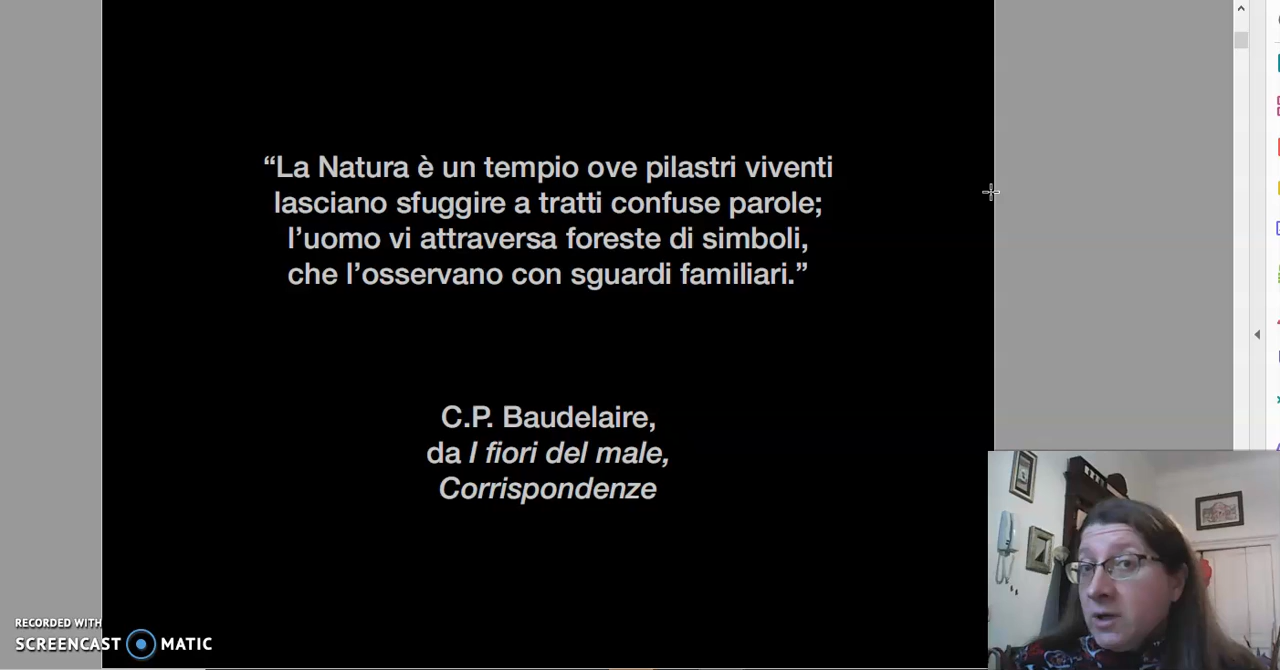 “La Natura è un tempio ove pilastri viventi
lasciano sfuggire a tratti confuse parole;
l’uomo vi attraversa foreste di simboli,
che l’osservano con sguardi familiari.”
C.P. Baudelaire,
da I fiori del male,
Corrispondenze
RECORDED WITH
SCREENCAST MATIC